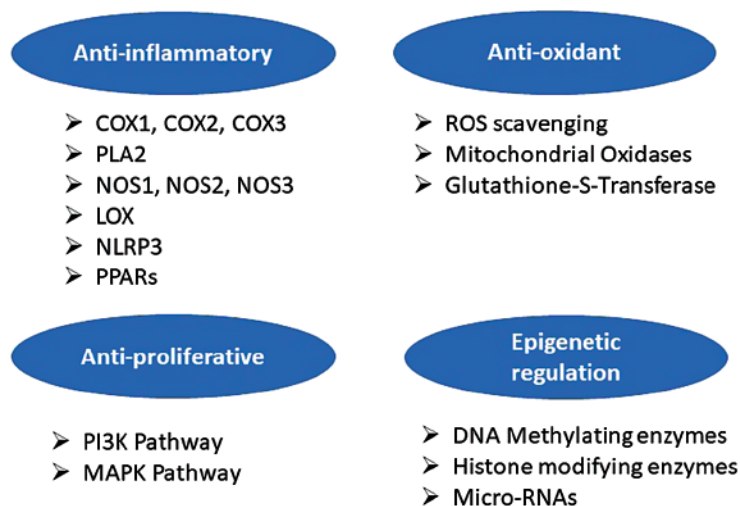 Anti-inflammatory
➢ COX1, COX2, COX3
➢ PLA2
➢ NOS1, NOS2, NOS3
➢ LOX
➢ NLRP3
➢ PPARs
Anti-oxidant
➢ ROS scavenging
➢ Mitochondrial Oxidases
➢ Glutathione-S-Transferase
Anti-proliferative
➢ PI3K Pathway
➢ MAPK Pathway
Epigenetic
regulation
➢ DNA Methylating enzymes
➢ Histone modifying enzymes
➢ Micro-RNAs